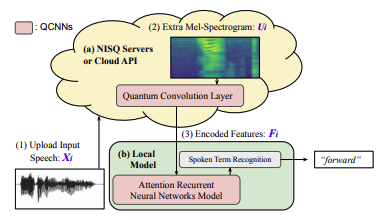 : QCNNs
(2) Extra Mel-Spectrogram: Ui
(a) NISQ Servers
or Cloud API
Quantum Convolution Layer
(1) Upload Input
Speech: Xi
(3) Encoded Features: Fi
(b) Local
Model
Spoken Term Recognition
"forward"
Attention Recurrent
Neural Networks Model